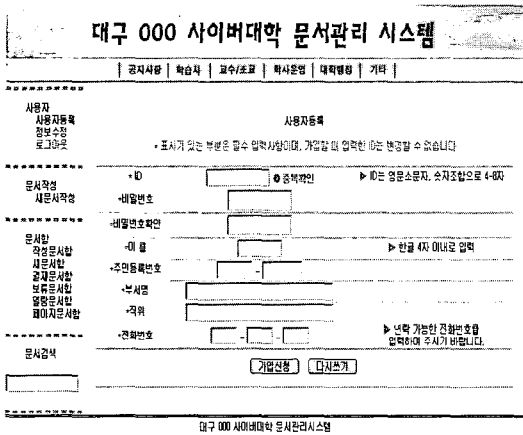 대구 000 사이버대학 문서관리 시스템
공지사항 | 학습자 | 교수/조교 | 학사운영 | 대학행정 | 기타
사용자
사용자등록
정보수정
로그아웃
문서작성
새문서작성
문서함
작성문서함
새문서함
결재문서함
보류문서함
열람문서함
페이지문서함
문서검색
사용자등록
* 표시가 있는 부분은 필수 입력사항이며, 가입할 때 입력한 ID는 변경할 수 없습니다
*ID 중복확인 ▶ ID는 영문소문자, 숫자조합으로 4-8자
*비밀번호
*비밀번호확인
*이 름 ▶ 한글 4자 이내로 입력
*주민등록번호 -
*부서명
*직위
*전화번호 - - ▶ 연락 가능한 전화번호를
입력하여 주시기 바랍니다.
가입신청 다시쓰기
대구 000 사이버대학 문서관리시스템